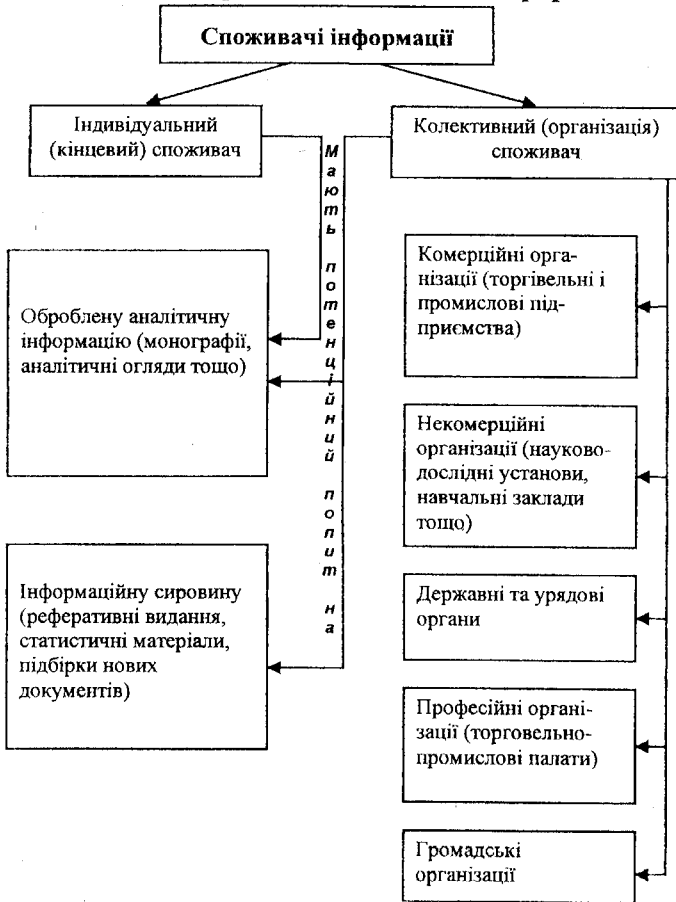 Споживачі інформації
Індивідуальний
(кінцевий) споживач
Колективний (організація)
споживач
Мають потенційний попит на
Оброблену аналітичну
інформацію (монографії,
аналітичні огляди тощо)
Інформаційну сировину
(реферативні видання,
статистичні матеріали,
підбірки нових
документів)
Комерційні орга-
нізації (торгівельні і
промислові під-
приємства)
Некомерційні
організації (науково-
дослідні установи,
навчальні заклади
тощо)
Державні та урядові
органи
Професійні органі-
зації (торговельно-
промислові палати)
Громадські
організації